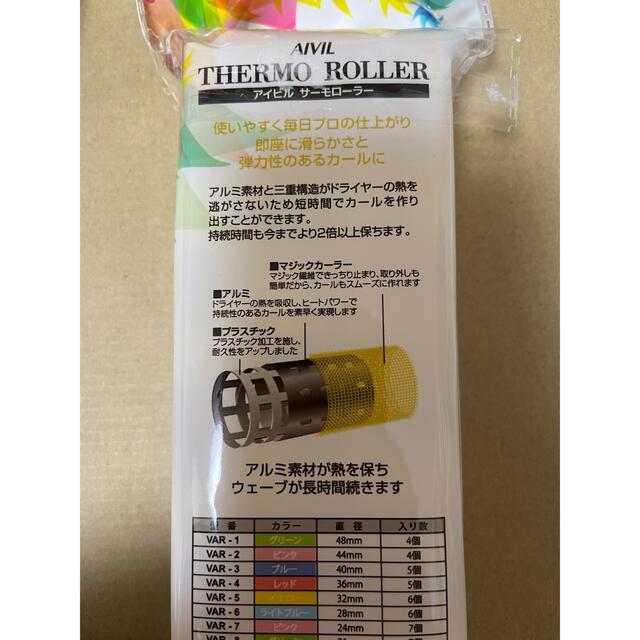 AIVIL
THERMO ROLLER
アイビル サーモローラー
使いやすく毎日プロの仕上がり
即座に滑らかさと
弾力性のあるカールに
アルミ素材と三重構造がドライヤーの熱を
逃がさないため短時間でカールを作り
出すことができます。
持続時間も今までより2倍以上保ちます。
■マジックカーラー
マジック繊維できっちり止まり、取り外しも
簡単だから、カールもスムーズに作れます
■アルミ
ドライヤーの熱を吸収し、ヒートパワーで
持続性のあるカールを素早く実現します
■プラスチック
プラスチック加工を施し、
耐久性をアップしました
アルミ素材が熱を保ち
ウェーブが長時間続きます
型 番 カラー 直 径 入り数
VAR - 1 グリーン 48mm 4個
VAR - 2 ピンク 44mm 4個
VAR - 3 ブルー 40mm 5個
VAR - 4 レッド 36mm 5個
VAR - 5 イエロー 32mm 6個
VAR - 6 ライトブルー 28mm 6個
VAR - 7 ピンク 24mm 7個